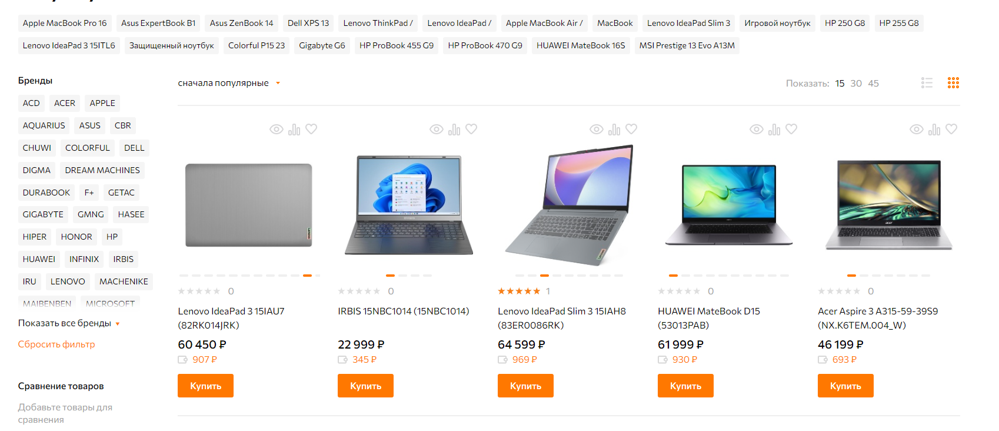 Apple MacBook Pro 16 Asus ExpertBook B1 Asus ZenBook 14 Dell XPS 13 Lenovo ThinkPad / Lenovo IdeaPad / Apple MacBook Air / MacBook Lenovo IdeaPad Slim 3 Игровой ноутбук HP 250 G8 HP 255 G8
Lenovo IdeaPad 3 15ITL6 Защищенный ноутбук Colorful P15 23 Gigabyte G6 HP ProBook 455 G9 HP ProBook 470 G9 HUAWEI MateBook 16S MSI Prestige 13 Evo A13M
Бренды
ACD ACER APPLE
AQUARIUS ASUS CBR
CHUWI COLORFUL DELL
DIGMA DREAM MACHINES
DURABOOK F+ GETAC
GIGABYTE GMNG HASEE
HIPER HONOR HP
HUAWEI INFINIX IRBIS
IRU LENOVO MACHENIKE
MAIBENBEN MICROSOFT
Показать все бренды
Сбросить фильтр
Сравнение товаров
Добавьте товары для
сравнения
сначала популярные
Показать: 15 30 45
0
Lenovo IdeaPad 3 15IAU7
(82RK014JRK)
60 450 ₽
907 ₽
Купить
0
IRBIS 15NBC1014 (15NBC1014)
22 999 ₽
345 ₽
Купить
1
Lenovo IdeaPad Slim 3 15IAH8
(83ER0086RK)
64 599 ₽
969 ₽
Купить
0
HUAWEI MateBook D15
(53013PAB)
61 999 ₽
930 ₽
Купить
0
Acer Aspire 3 A315-59-39S9
(NX.K6TEM.004_W)
46 199 ₽
693 ₽
Купить